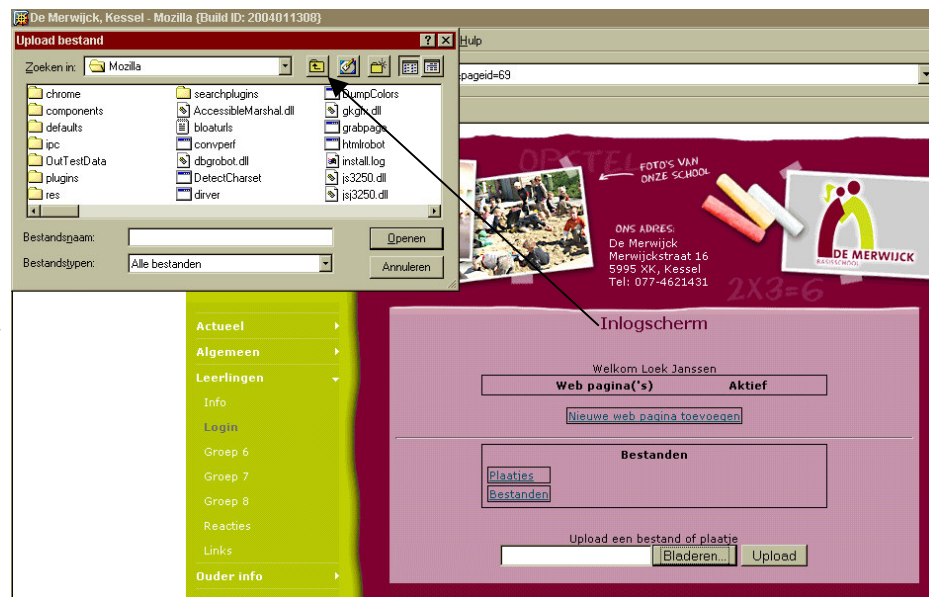 De Merwijck, Kessel - Mozilla {Build ID: 2004011308}
Upload bestand
Hulp
Zoeken in: Mozilla
pageid=69
chrome
components
defaults
ipc
OutTestData
plugins
res
searchplugins
AccessibleMarshal.dll
bloaturls
convperf
dbgrobot.dll
DetectCharset
dirver
DumpColors
gkgfx.dll
grabpage
htmlrobot
install.log
js3250.dll
jsj3250.dll
Bestandsnaam:
Openen
Bestandstypen: Alle bestanden
Annuleren
OPSTEL
FOTO'S VAN
ONZE SCHOOL
ONS ADRES:
De Merwijck
Merwijckstraat 16
5995 XK, Kessel
Tel: 077-4621431
2X3=6
DE MERWIJCK
BASISSCHOOL
Actueel
Algemeen
Leerlingen
Info
Login
Groep 6
Groep 7
Groep 8
Reacties
Links
Ouder info
Inlogscherm
Welkom Loek Janssen
Web pagina('s) Aktief
Nieuwe web pagina toevoegen
Bestanden
Plaatjes
Bestanden
Upload een bestand of plaatje
Bladeren... Upload